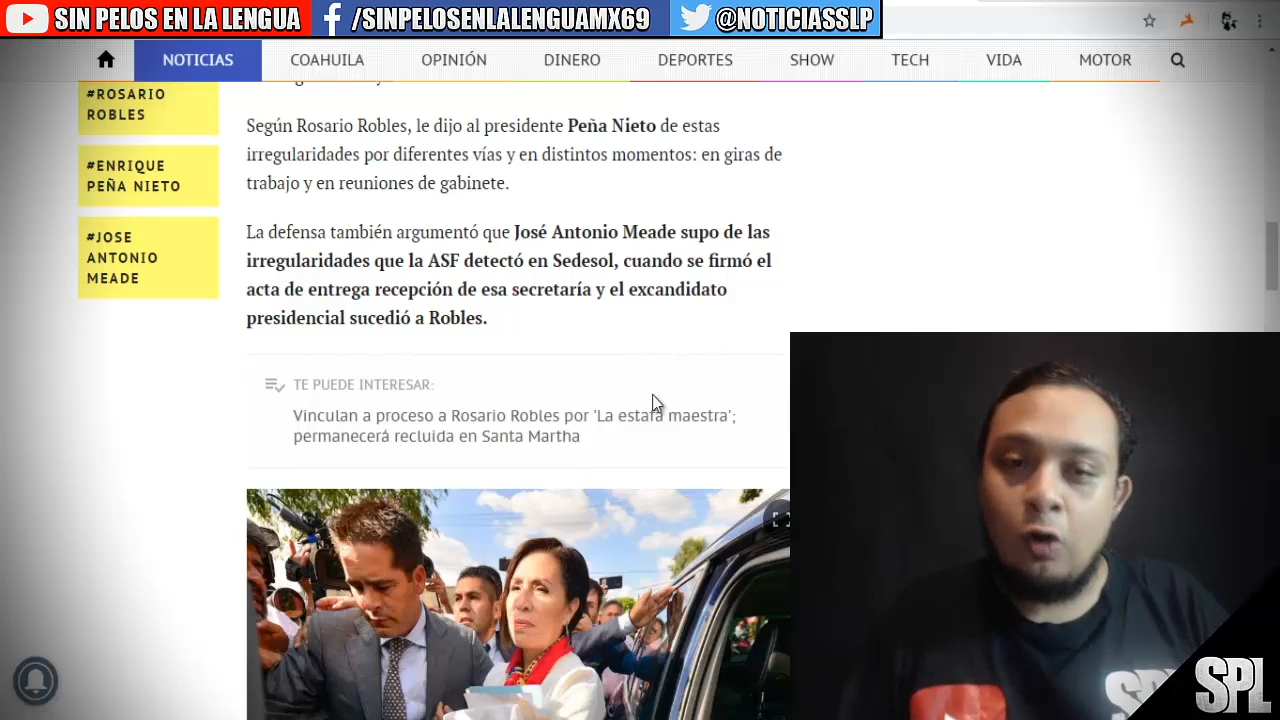 SIN PELOS EN LA LENGUA
/SINPELOSENLALENGUAMX69
@NOTICIASSLP
NOTICIAS
COAHUILA
OPINIÓN
DINERO
DEPORTES
SHOW
TECH
VIDA
MOTOR
#ROSARIO
ROBLES
#ENRIQUE
PEÑA NIETO
#JOSE
ANTONIO
MEADE
Según Rosario Robles, le dijo al presidente Peña Nieto de estas
irregularidades por diferentes vías y en distintos momentos: en giras de
trabajo y en reuniones de gabinete.
La defensa también argumentó que José Antonio Meade supo de las
irregularidades que la ASF detectó en Sedesol, cuando se firmó el
acta de entrega recepción de esa secretaría y el excandidato
presidencial sucedió a Robles.
TE PUEDE INTERESAR:
Vinculan a proceso a Rosario Robles por 'La estafa maestra';
permanecerá recluida en Santa Martha
SPL
SPL